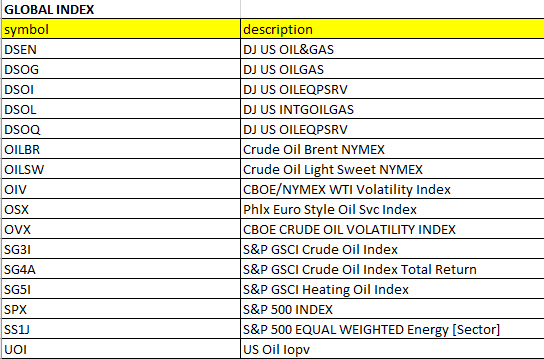 GLOBAL INDEX
symbol description
DSEN DJ US OIL&GAS
DSOG DJ US OILGAS
DSOI DJ US OILEQPSRV
DSOL DJ US INTGOILGAS
DSOQ DJ US OILEQPSRV
OILBR Crude Oil Brent NYMEX
OILSW Crude Oil Light Sweet NYMEX
OIV CBOE/NYMEX WTI Volatility Index
OSX Phlx Euro Style Oil Svc Index
OVX CBOE CRUDE OIL VOLATILITY INDEX
SG3I S&P GSCI Crude Oil Index
SG4A S&P GSCI Crude Oil Index Total Return
SG5I S&P GSCI Heating Oil Index
SPX S&P 500 INDEX
SS1J S&P 500 EQUAL WEIGHTED Energy [Sector]
UOI US Oil Iopv